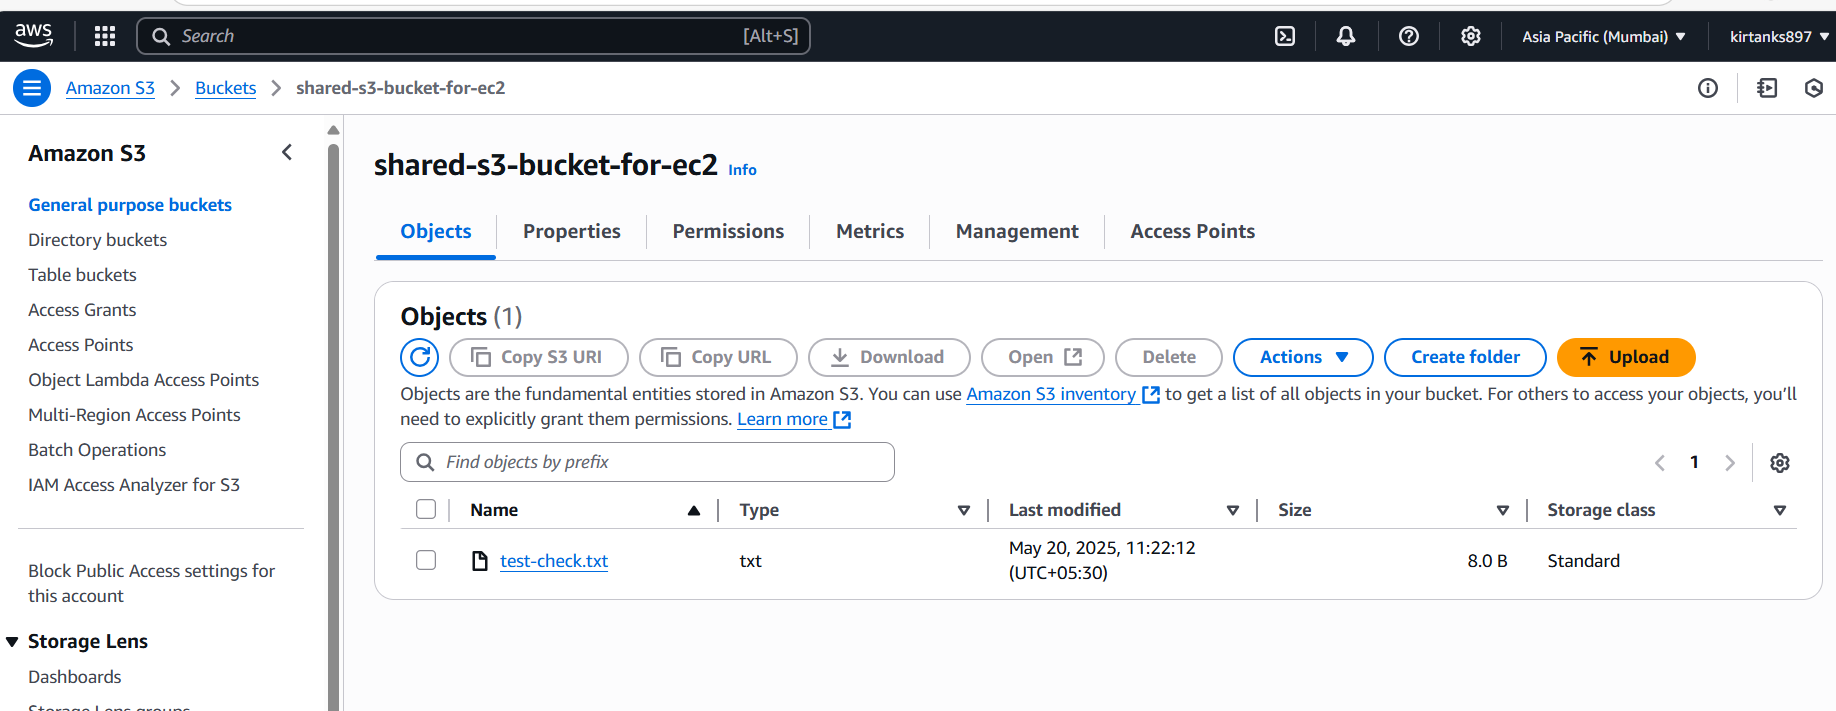 aws
Search [Alt+S]
Asia Pacific (Mumbai)
kirtanks897
Amazon S3
Buckets
shared-s3-bucket-for-ec2
Amazon S3
General purpose buckets
Directory buckets
Table buckets
Access Grants
Access Points
Object Lambda Access Points
Multi-Region Access Points
Batch Operations
IAM Access Analyzer for S3
Block Public Access settings for
this account
Storage Lens
Dashboards
Storage Lens groups
shared-s3-bucket-for-ec2 Info
Objects Properties Permissions Metrics Management Access Points
Objects (1)
Copy S3 URI Copy URL Download Open Delete Actions Create folder Upload
Objects are the fundamental entities stored in Amazon S3. You can use Amazon S3 inventory to get a list of all objects in your bucket. For others to access your objects, you'll
need to explicitly grant them permissions. Learn more
Find objects by prefix
1
Name Type Last modified Size Storage class
test-check.txt txt May 20, 2025, 11:22:12 8.0 B Standard
(UTC+05:30)